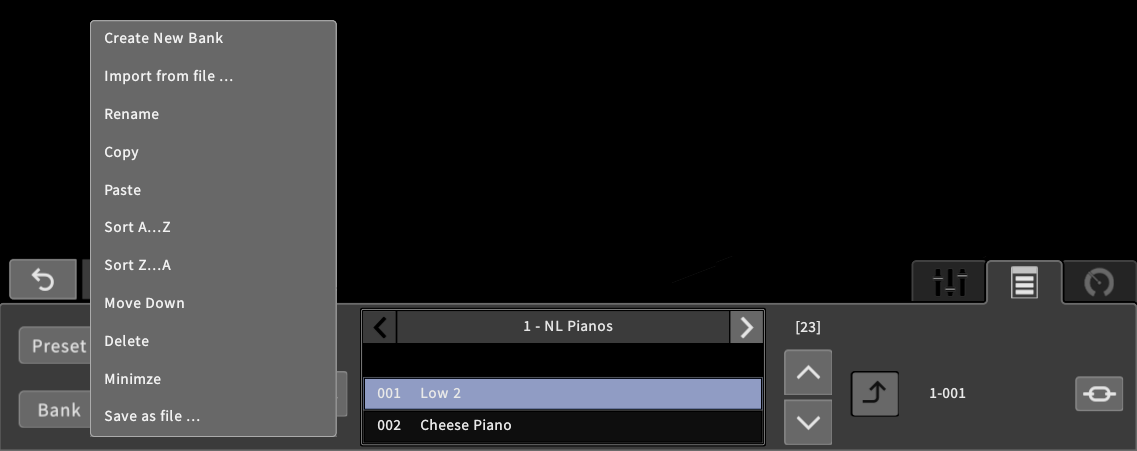 Create New Bank
Import from file ...
Rename
Copy
Paste
Sort A...Z
Sort Z...A
Move Down
Delete
Minimze
Save as file ...
Preset
Bank
1 - NL Pianos
001 Low 2
002 Cheese Piano
[23]
1-001